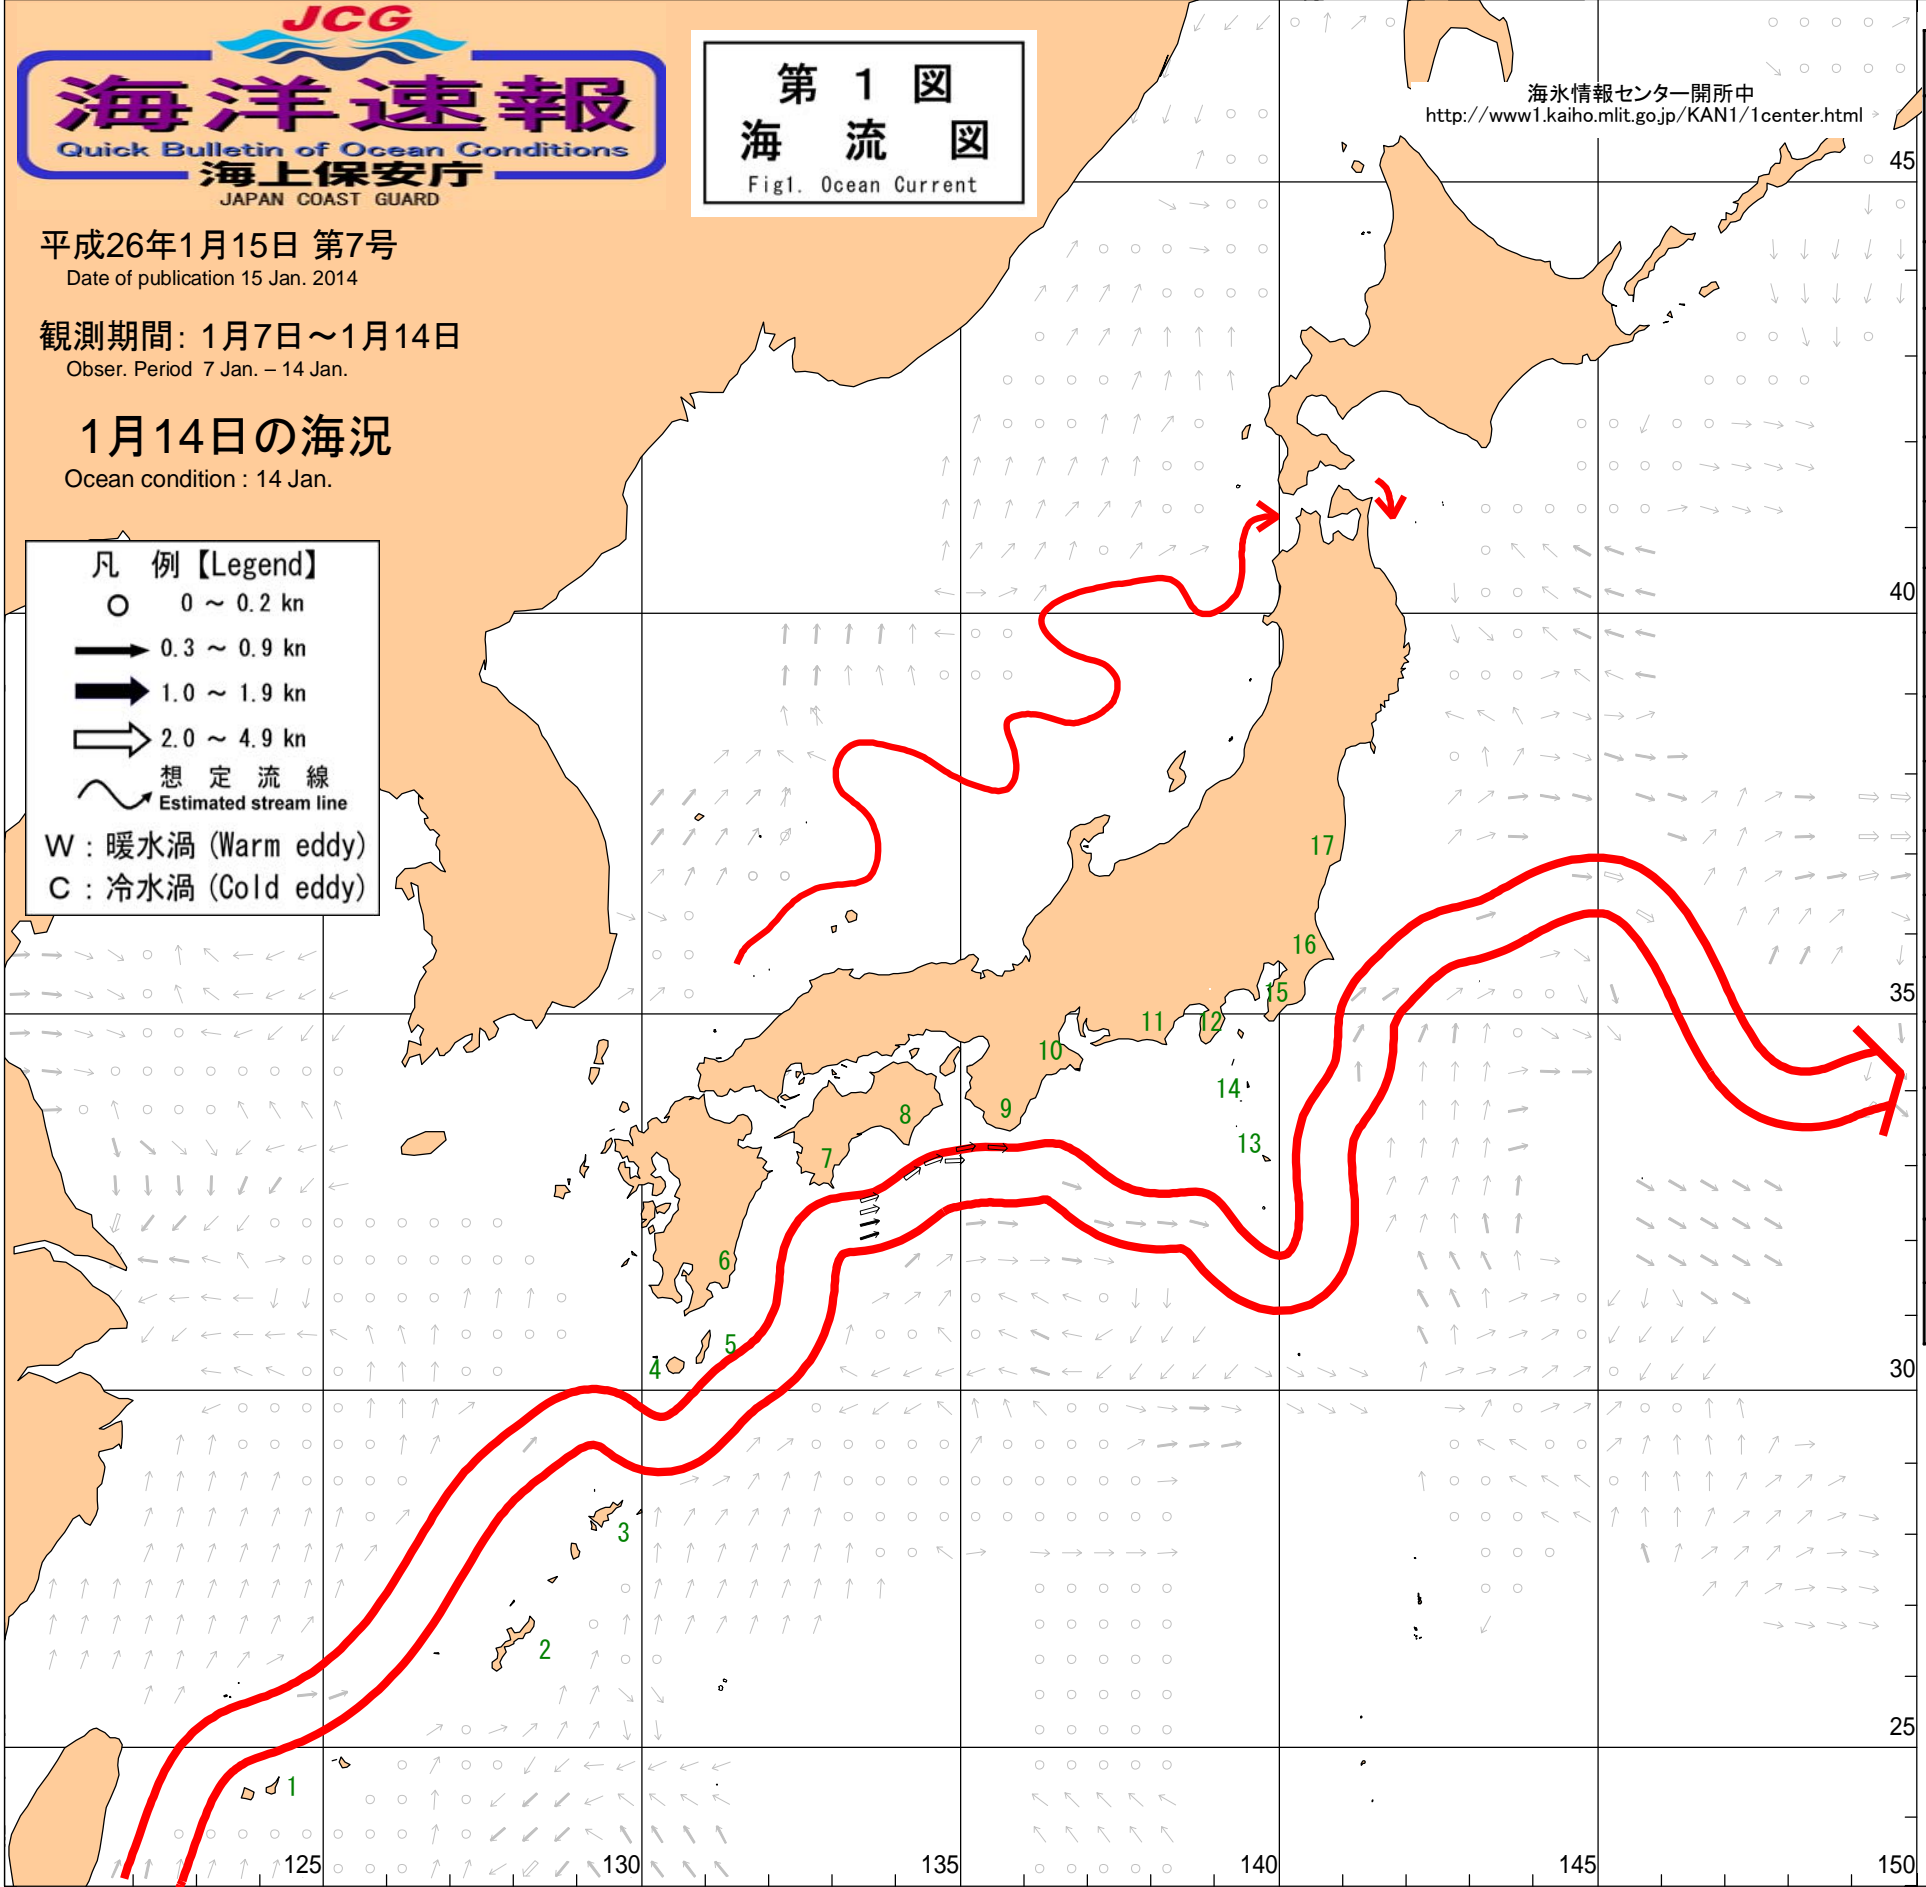 JCG
海洋速報
Quick Bulletin of Ocean Conditions
海上保安庁
JAPAN COAST GUARD
第 1 図
海 流 図
Fig1. Ocean Current
海氷情報センター開所中
http://www1.kaiho.mlit.go.jp/KAN1/1center.html
平成26年1月15日 第7号
Date of publication 15 Jan. 2014
観測期間: 1月7日～1月14日
Obser. Period 7 Jan. – 14 Jan.
1月14日の海況
Ocean condition : 14 Jan.
凡 例【Legend】
0 ～ 0.2 kn
0.3 ～ 0.9 kn
1.0 ～ 1.9 kn
2.0 ～ 4.9 kn
想 定 流 線
Estimated stream line
W : 暖水渦 (Warm eddy)
C : 冷水渦 (Cold eddy)
45
40
17
16
35
15
11
12
10
14
9
8
13
7
6
5
4
30
3
2
25
1
125
130
135
140
145
150